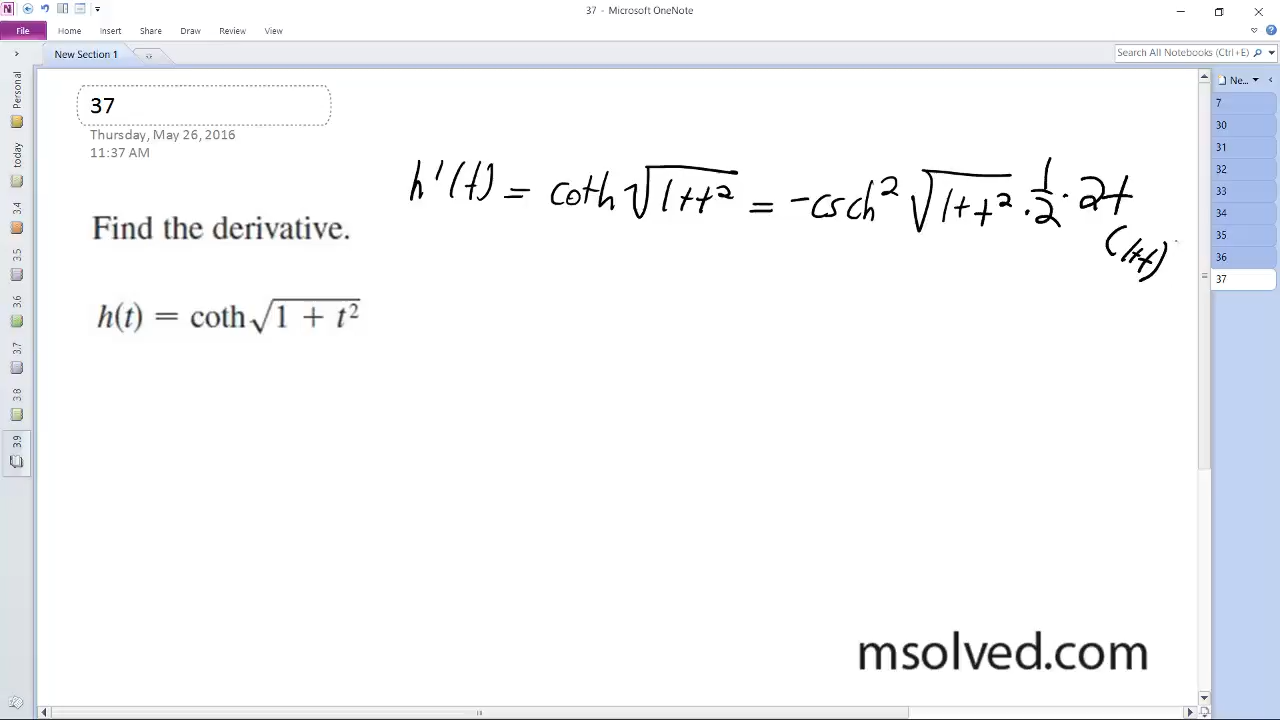 37 - Microsoft OneNote
File Home Insert Share Draw Review View
New Section 1
Search All Notebooks (Ctrl+E)
Personal
today
32
34
35
36
37
38
39
Ne...
7
30
31
32
33
34
35
36
37
37
Thursday, May 26, 2016
11:37 AM
h'(t) = coth √1+t² = -csch² √1+t² · 1/2 · 2t
(1+t)
Find the derivative.
h(t) = coth √1 + t²
msolved.com